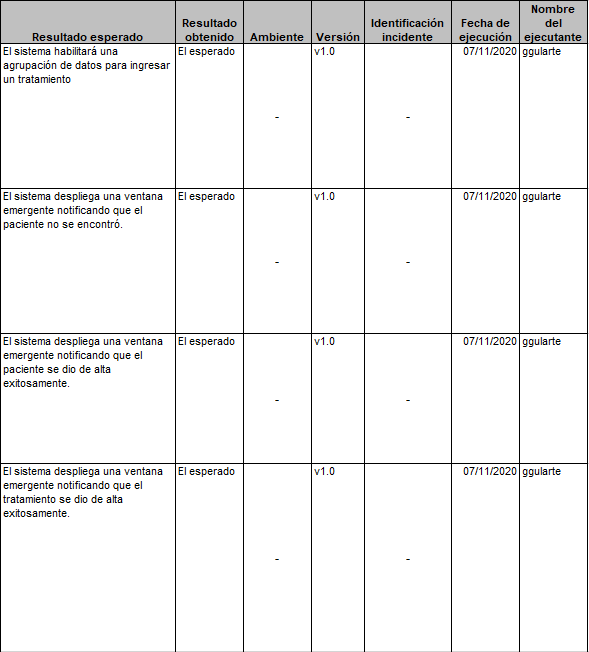 Resultado esperado
Resultado
obtenido
Ambiente
Versión
Identificación
incidente
Fecha de
ejecución
Nombre
del
ejecutante
El sistema habilitará una
agrupación de datos para ingresar
un tratamiento
El esperado
-
v1.0
-
07/11/2020
ggularte
El sistema despliega una ventana
emergente notificando que el
paciente no se encontró.
El esperado
-
v1.0
-
07/11/2020
ggularte
El sistema despliega una ventana
emergente notificando que el
paciente se dio de alta
exitosamente.
El esperado
-
v1.0
-
07/11/2020
ggularte
El sistema despliega una ventana
emergente notificando que el
tratamiento se dio de alta
exitosamente.
El esperado
-
v1.0
-
07/11/2020
ggularte